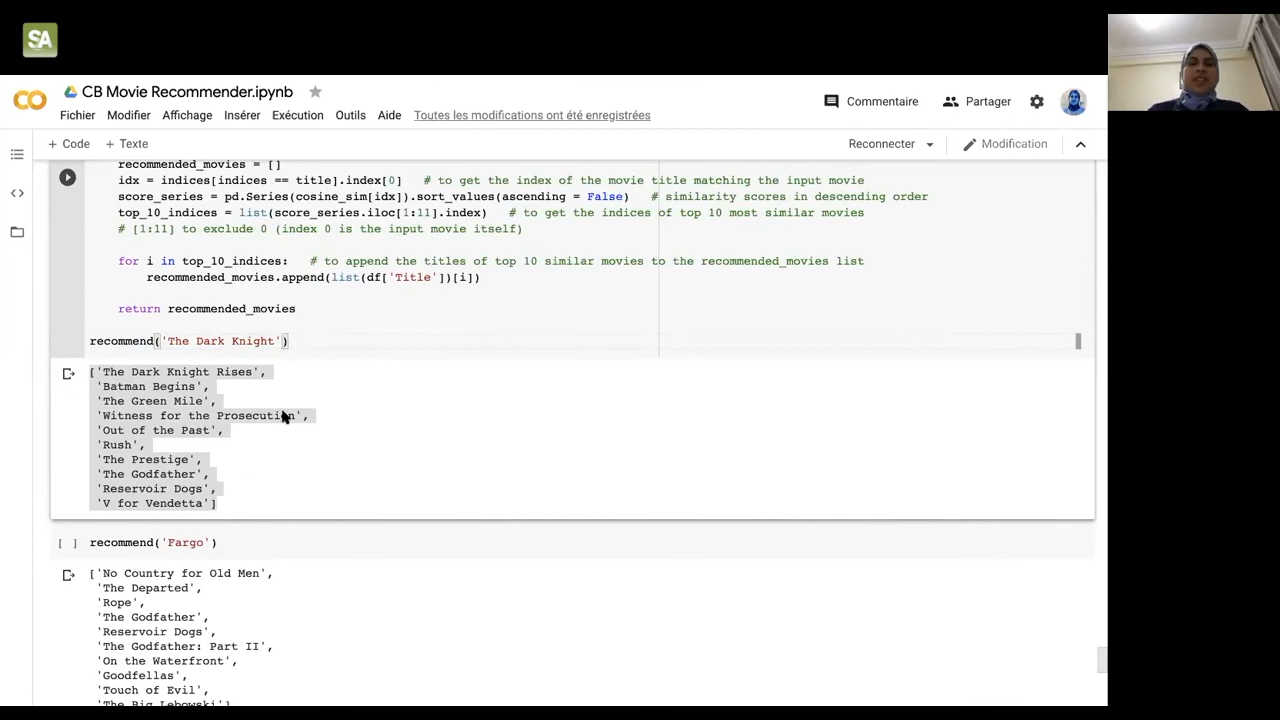 SA
CO
CB Movie Recommender.ipynb
Fichier Modifier Affichage Insérer Exécution Outils Aide Toutes les modifications ont été enregistrées
Commentaire Partager
+ Code + Texte
Reconnecter Modification
recommended_movies = []
idx = indices[indices == title].index[0]   # to get the index of the movie title matching the input movie
score_series = pd.Series(cosine_sim[idx]).sort_values(ascending = False)   # similarity scores in descending order
top_10_indices = list(score_series.iloc[1:11].index)   # to get the indices of top 10 most similar movies
# [1:11] to exclude 0 (index 0 is the input movie itself)
for i in top_10_indices:   # to append the titles of top 10 similar movies to the recommended_movies list
recommended_movies.append(list(df['Title'])[i])
return recommended_movies
recommend('The Dark Knight')
['The Dark Knight Rises',
'Batman Begins',
'The Green Mile',
'Witness for the Prosecution',
'Out of the Past',
'Rush',
'The Prestige',
'The Godfather',
'Reservoir Dogs',
'V for Vendetta']
[ ] recommend('Fargo')
['No Country for Old Men',
'The Departed',
'Rope',
'The Godfather',
'Reservoir Dogs',
'The Godfather: Part II',
'On the Waterfront',
'Goodfellas',
'Touch of Evil',
'The Big Lebowski']